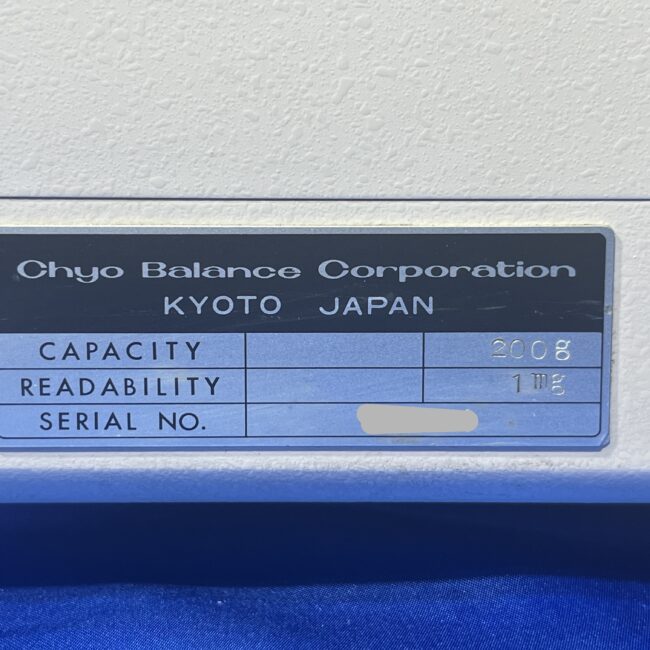 Chyo Balance Corporation
KYOTO JAPAN
CAPACITY 200g
READABILITY 1mg
SERIAL NO.